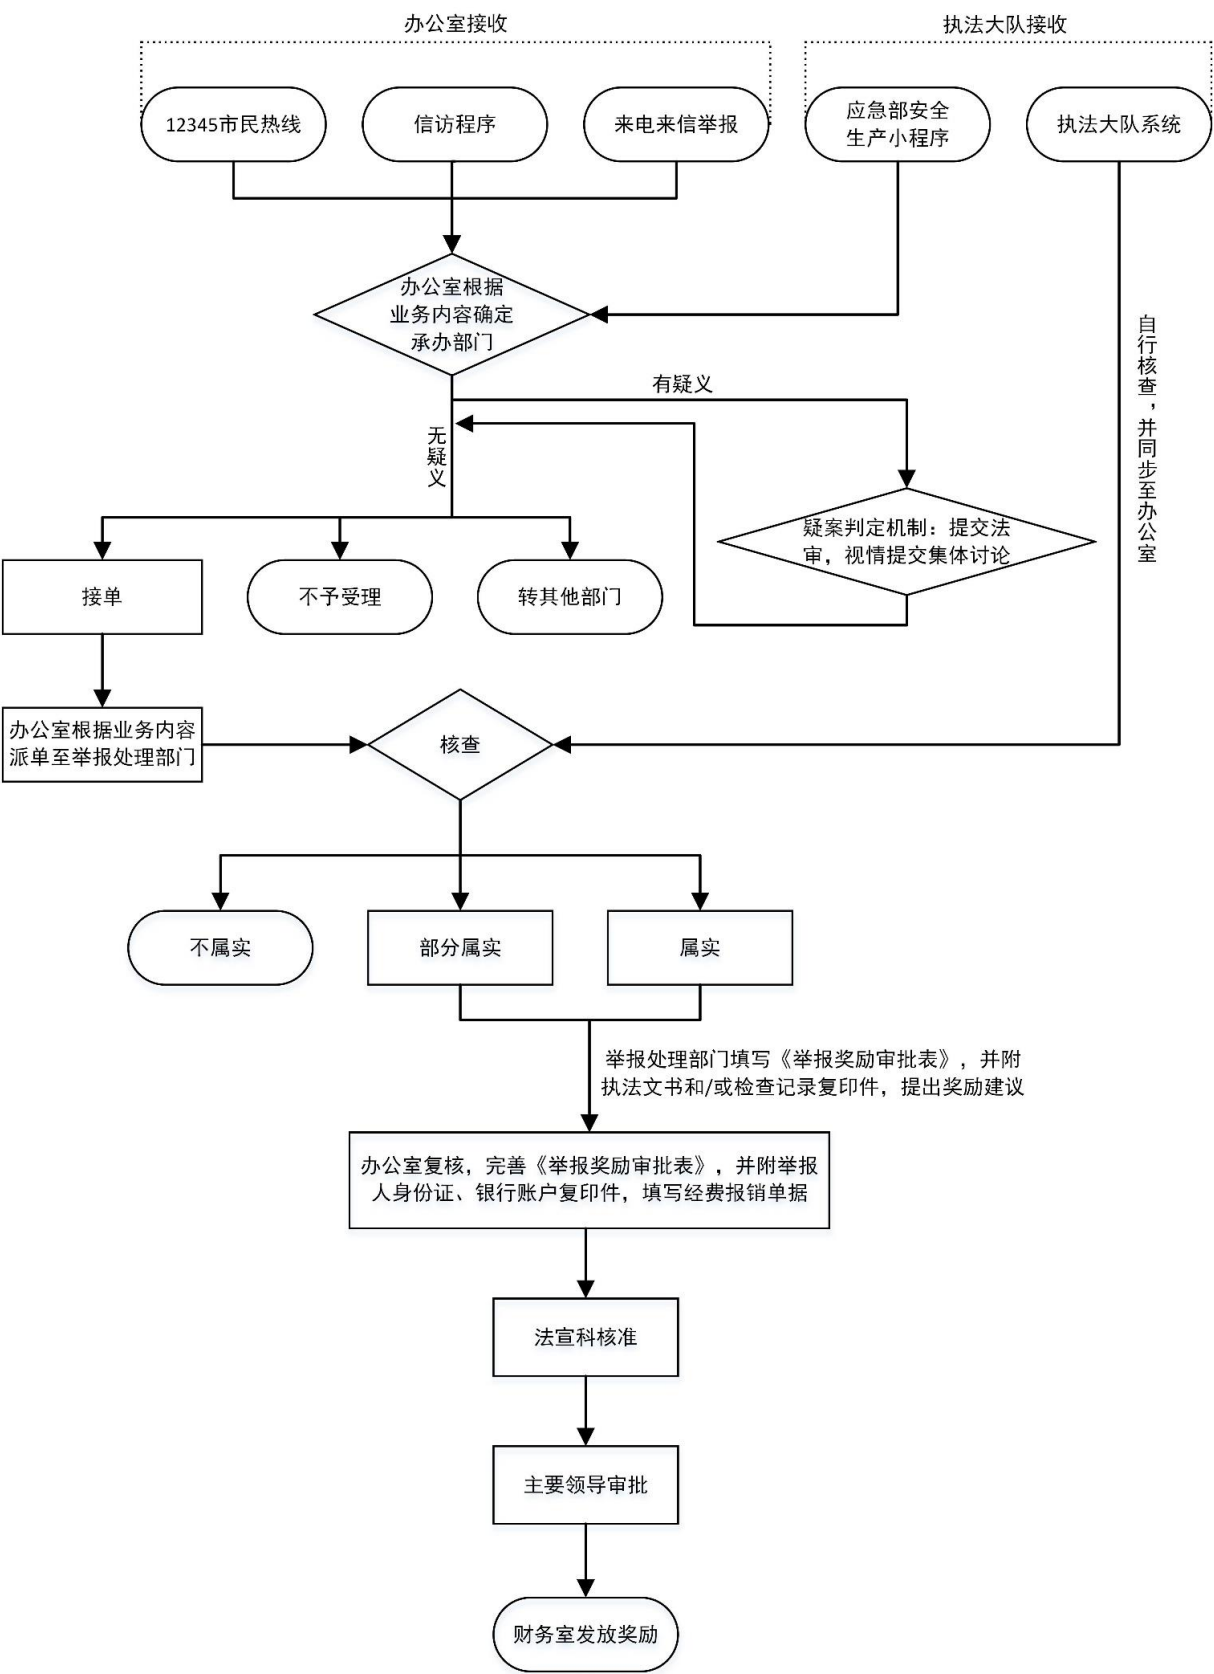 办公室接收
执法大队接收
12345市民热线
信访程序
来电来信举报
应急部安全
生产小程序
执法大队系统
办公室根据
业务内容确定
承办部门
自行核查，并同步至办公室
有疑义
无疑义
疑案判定机制：提交法
审，视情提交集体讨论
接单
不予受理
转其他部门
办公室根据业务内容
派单至举报处理部门
核查
不属实
部分属实
属实
举报处理部门填写《举报奖励审批表》，并附
执法文书和/或检查记录复印件，提出奖励建议
办公室复核，完善《举报奖励审批表》，并附举报
人身份证、银行账户复印件，填写经费报销单据
法宣科核准
主要领导审批
财务室发放奖励